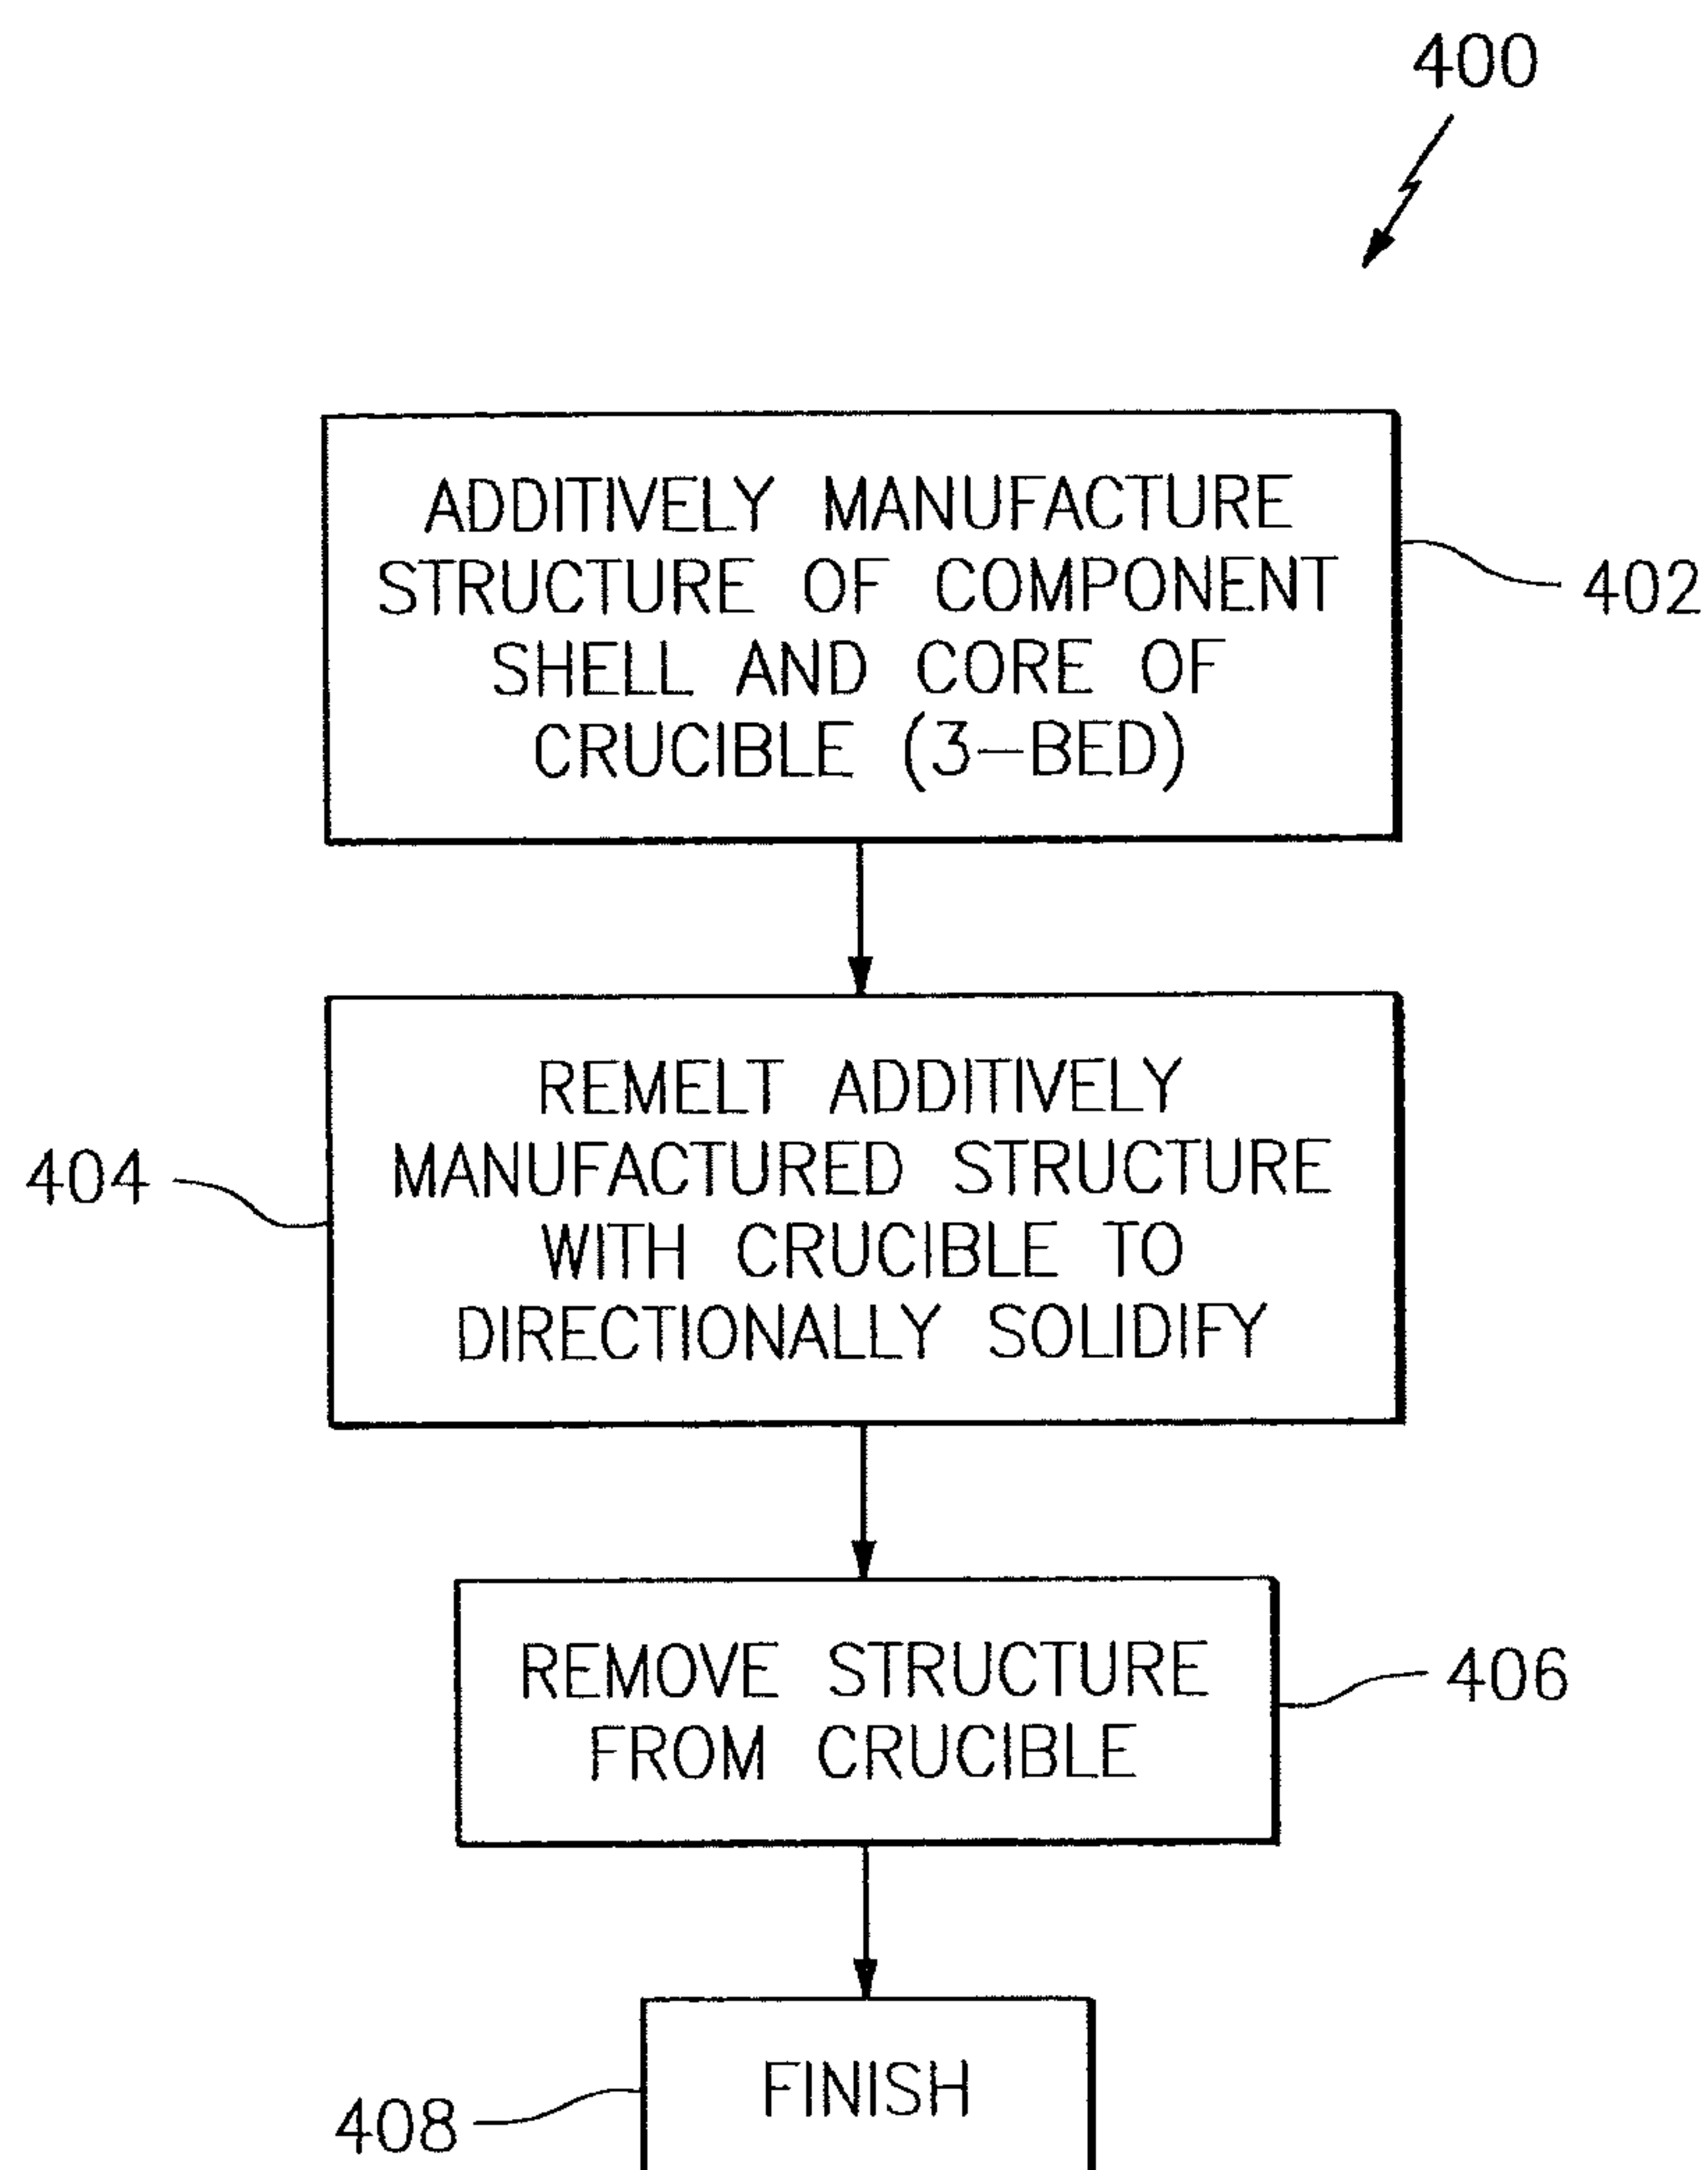 400
ADDITIVELY MANUFACTURE
STRUCTURE OF COMPONENT
SHELL AND CORE OF
CRUCIBLE (3-BED)
402
REMELT ADDITIVELY
MANUFACTURED STRUCTURE
WITH CRUCIBLE TO
DIRECTIONALLY SOLIDIFY
404
REMOVE STRUCTURE
FROM CRUCIBLE
406
FINISH
408